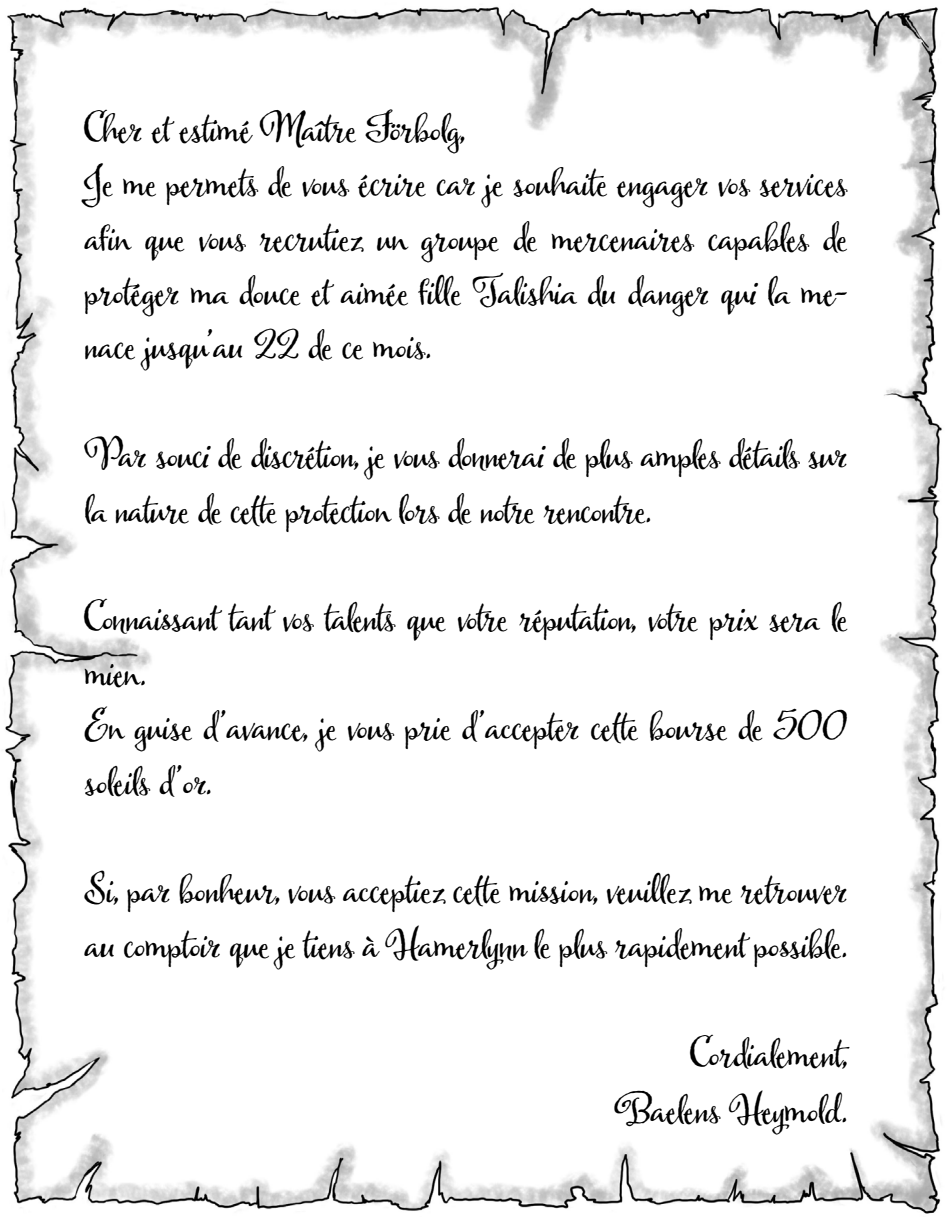 Cher et estimé Maître Förbolg,
Je me permets de vous écrire car je souhaite engager vos services
afin que vous recrutiez un groupe de mercenaires capables de
protéger ma douce et aimée fille Talishia du danger qui la me-
nace jusqu'au 22 de ce mois.
Par souci de discrétion, je vous donnerai de plus amples détails sur
la nature de cette protection lors de notre rencontre.
Connaissant tant vos talents que votre réputation, votre prix sera le
mien.
En guise d'avance, je vous prie d'accepter cette bourse de 500
soleils d'or.
Si, par bonheur, vous acceptiez cette mission, veuillez me retrouver
au comptoir que je tiens à Hamerlynn le plus rapidement possible.
Cordialement,
Baelens Heymold.